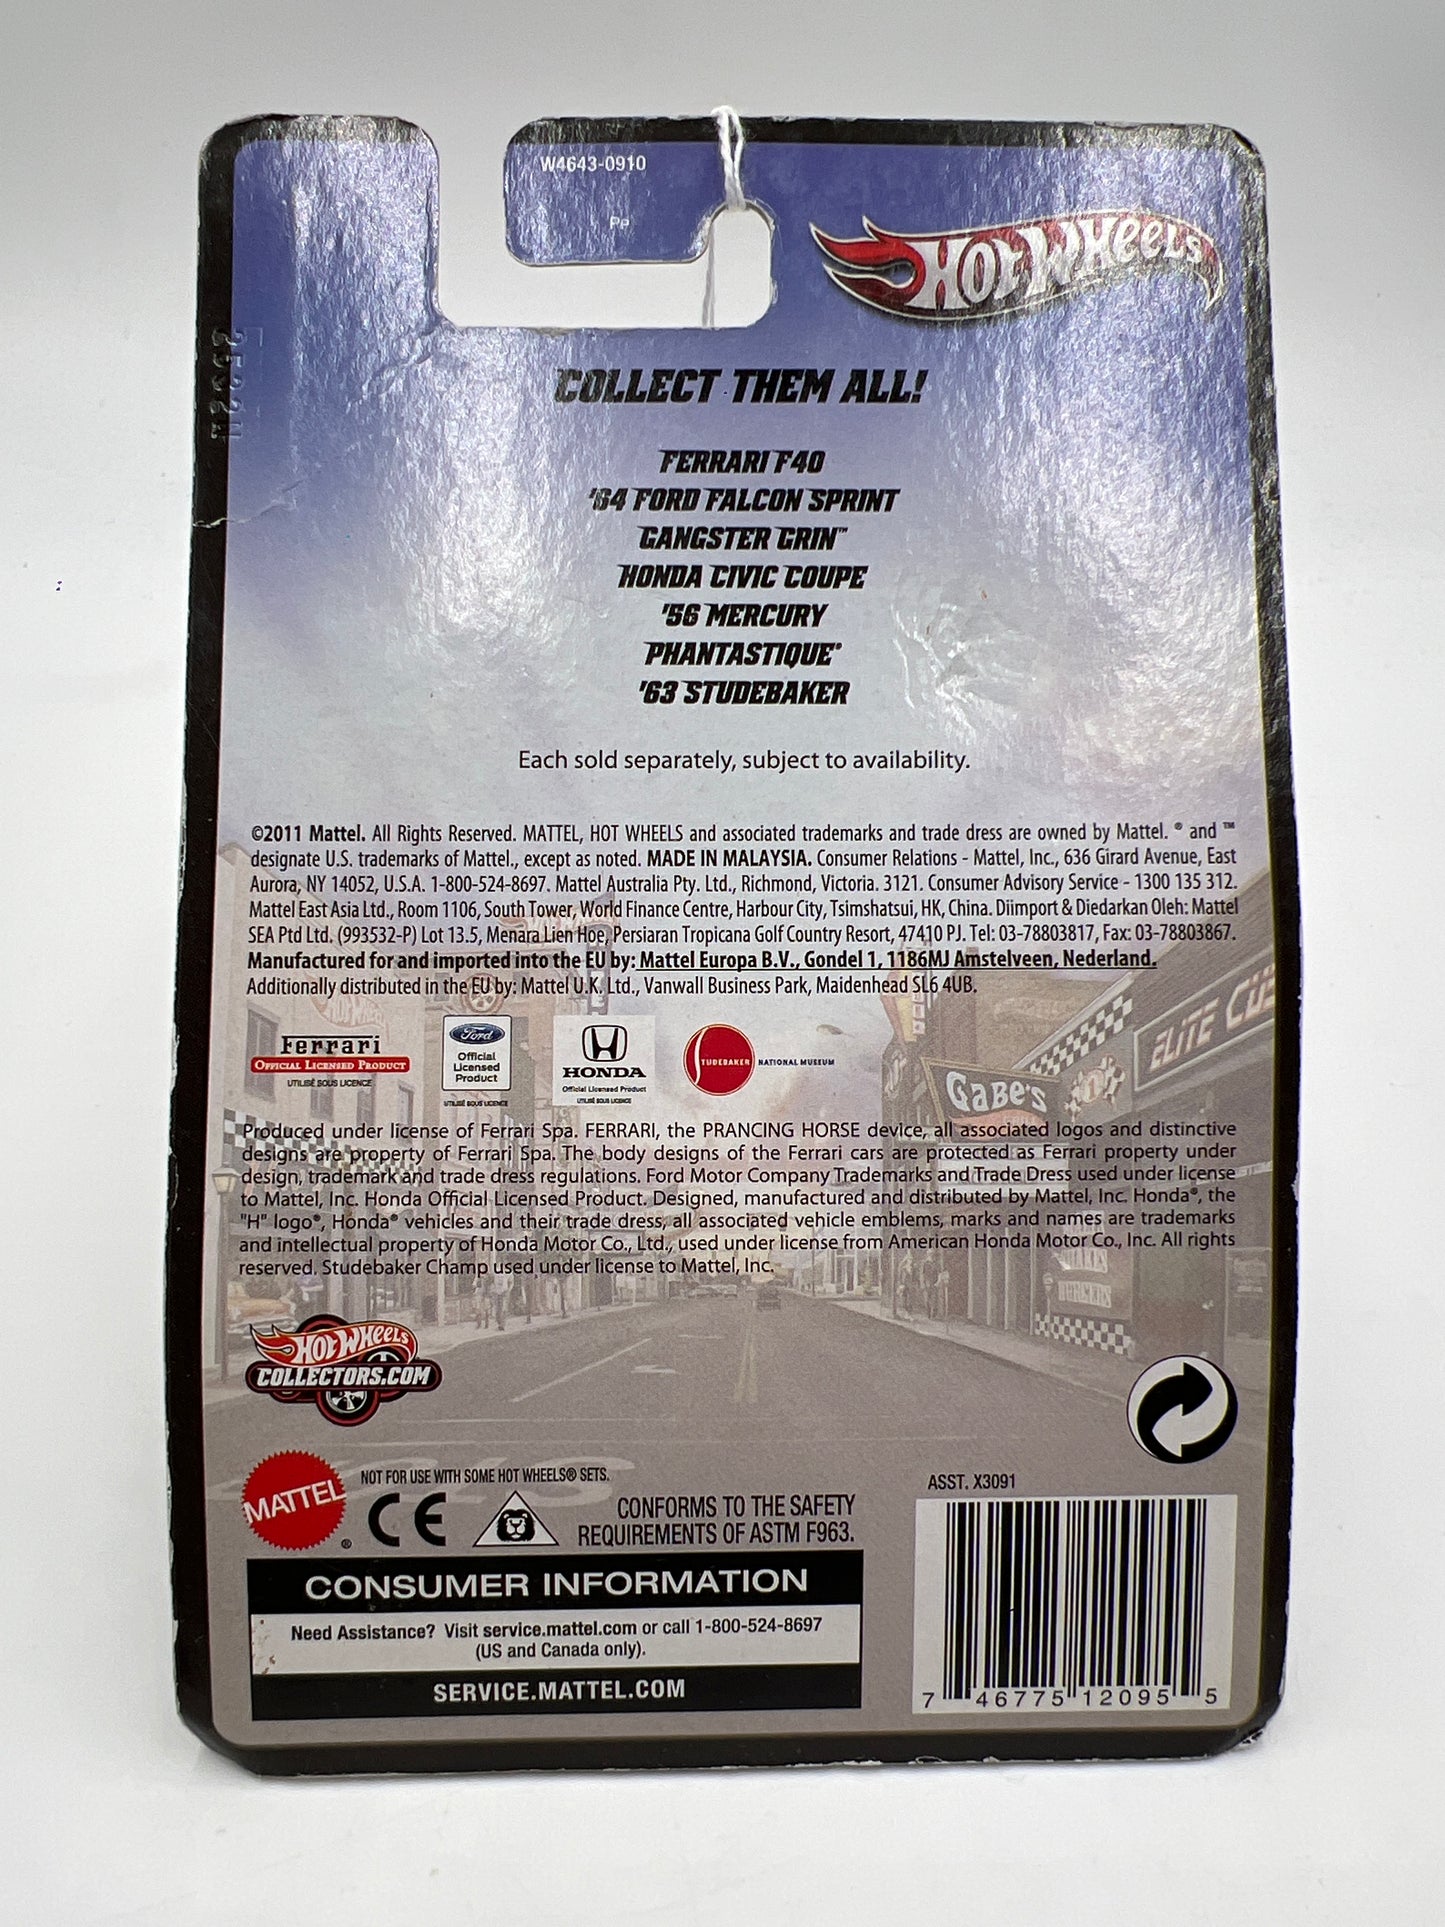 W4643-0910
Pp
HOT WHEELS
COLLECT THEM ALL!
FERRARI F40
'64 FORD FALCON SPRINT
GANGSTER GRIN™
HONDA CIVIC COUPE
'56 MERCURY
PHANTASTIQUE®
'63 STUDEBAKER
Each sold separately, subject to availability.
©2011 Mattel. All Rights Reserved. MATTEL, HOT WHEELS and associated trademarks and trade dress are owned by Mattel. ® and ™
designate U.S. trademarks of Mattel., except as noted. MADE IN MALAYSIA. Consumer Relations - Mattel, Inc., 636 Girard Avenue, East
Aurora, NY 14052, U.S.A. 1-800-524-8697. Mattel Australia Pty. Ltd., Richmond, Victoria. 3121. Consumer Advisory Service - 1300 135 312.
Mattel East Asia Ltd., Room 1106, South Tower, World Finance Centre, Harbour City, Tsimshatsui, HK, China. Diimport & Diedarkan Oleh: Mattel
SEA Ptd Ltd. (993532-P) Lot 13.5, Menara Lien Hoe, Persiaran Tropicana Golf Country Resort, 47410 PJ. Tel: 03-78803817, Fax: 03-78803867.
Manufactured for and imported into the EU by: Mattel Europa B.V., Gondel 1, 1186MJ Amstelveen, Nederland.
Additionally distributed in the EU by: Mattel U.K. Ltd., Vanwall Business Park, Maidenhead SL6 4UB.
ELITE CUS
Ferrari
OFFICIAL LICENSED PRODUCT
UTILISÉ SOUS LICENCE
Ford
Official
Licensed
Product
UTILISÉ SOUS LICENCE
HONDA
Official Licensed Product
UTILISÉ SOUS LICENCE
STUDEBAKER NATIONAL MUSEUM
GABE'S
Produced under license of Ferrari Spa. FERRARI, the PRANCING HORSE device, all associated logos and distinctive
designs are property of Ferrari Spa. The body designs of the Ferrari cars are protected as Ferrari property under
design, trademark and trade dress regulations. Ford Motor Company Trademarks and Trade Dress used under license
to Mattel, Inc. Honda Official Licensed Product. Designed, manufactured and distributed by Mattel, Inc. Honda®, the
"H" logo®, Honda® vehicles and their trade dress, all associated vehicle emblems, marks and names are trademarks
and intellectual property of Honda Motor Co., Ltd., used under license from American Honda Motor Co., Inc. All rights
reserved. Studebaker Champ used under license to Mattel, Inc.
HOT WHEELS
COLLECTORS.COM
MATTEL®
NOT FOR USE WITH SOME HOT WHEELS® SETS.
CE
CONFORMS TO THE SAFETY
REQUIREMENTS OF ASTM F963.
ASST. X3091
CONSUMER INFORMATION
Need Assistance? Visit service.mattel.com or call 1-800-524-8697
(US and Canada only).
SERVICE.MATTEL.COM
7 46775 12095 5